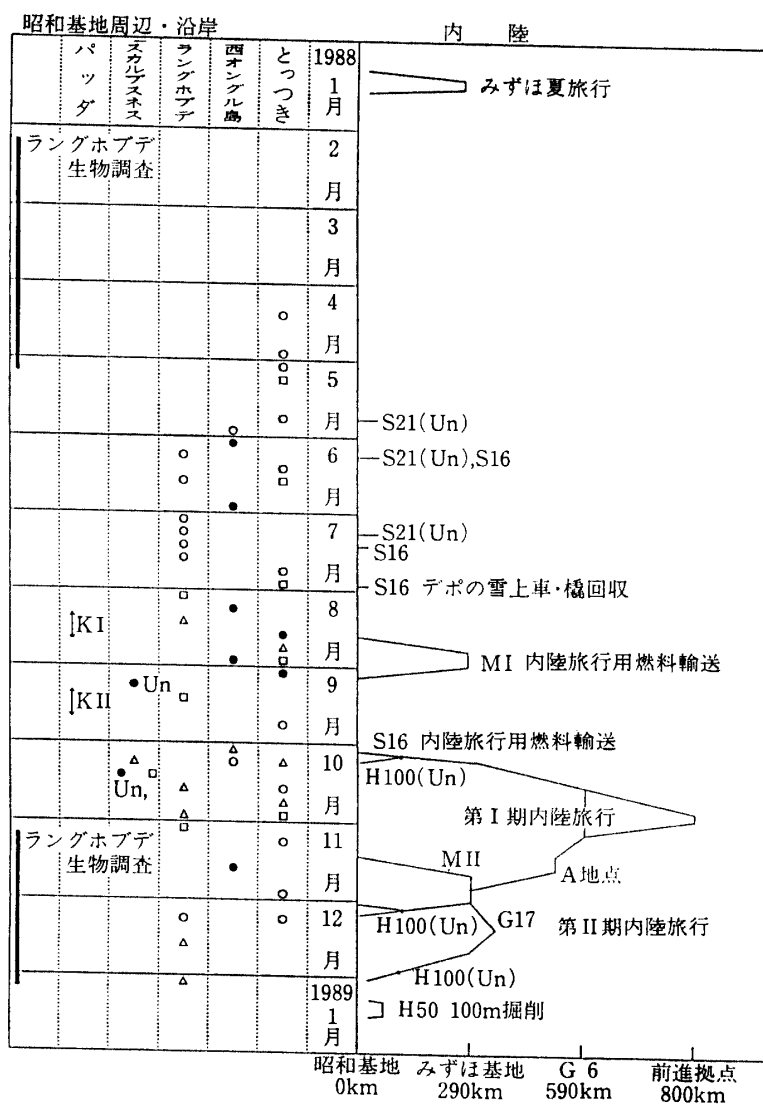 昭和基地周辺・沿岸
内 陸
パッダ
スカルブスネス
ラングホブデ
西オングル島
とっつき
1988
1
月
みずほ夏旅行
ラングホブデ
生物調査
2
月
3
月
4
月
5
月
S21(Un)
6
S21(Un),S16
月
7
S21(Un)
S16
月
S16 デポの雪上車・橇回収
8
KI
月
MI 内陸旅行用燃料輸送
Un
9
KII
月
S16 内陸旅行用燃料輸送
10
H100(Un)
Un,
月
第I期内陸旅行
ラングホブデ
生物調査
11
MII
月
A地点
12
H100(Un)
G17
第II期内陸旅行
月
H100(Un)
1989
1
月
H50 100m掘削
昭和基地 みずほ基地 G 6 前進拠点
0km 290km 590km 800km